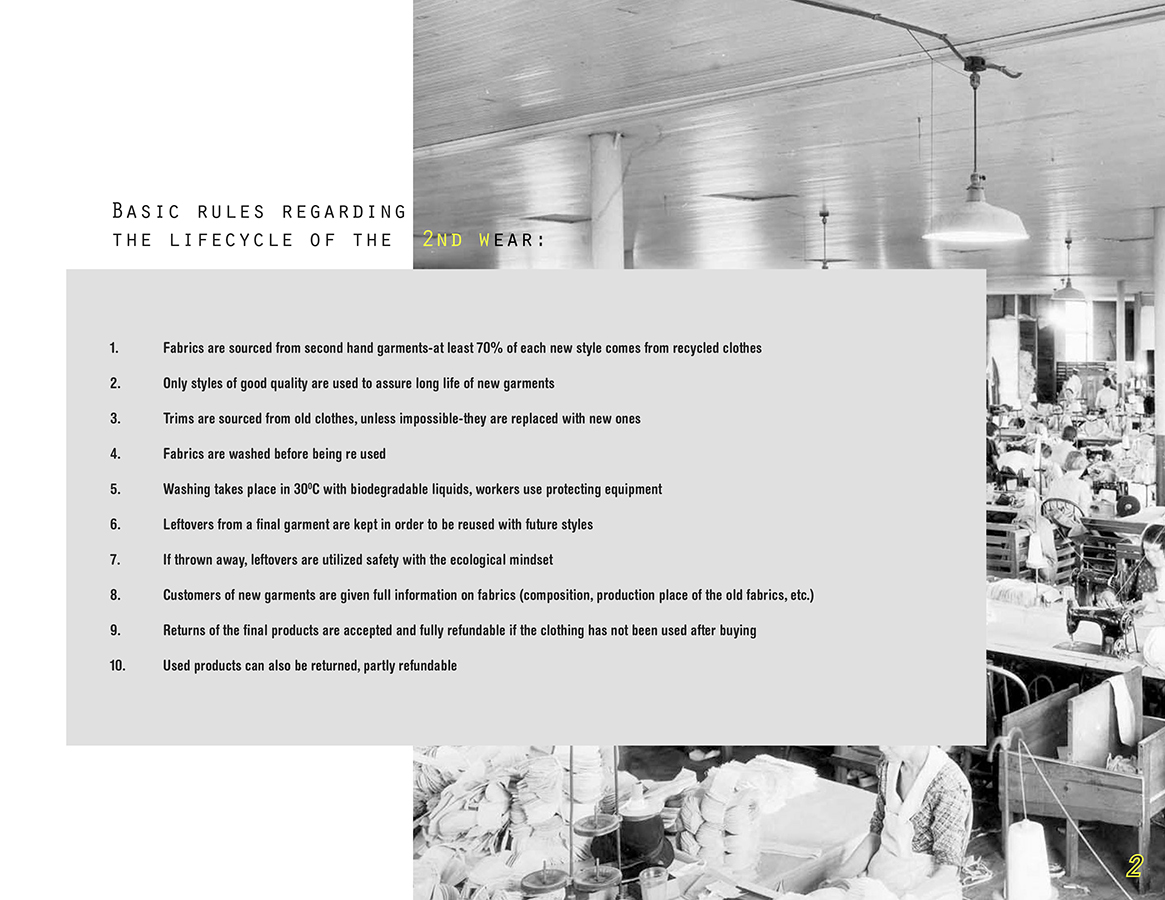 Basic rules regarding
the lifecycle of the 2nd wear:
1. Fabrics are sourced from second hand garments-at least 70% of each new style comes from recycled clothes
2. Only styles of good quality are used to assure long life of new garments
3. Trims are sourced from old clothes, unless impossible-they are replaced with new ones
4. Fabrics are washed before being re used
5. Washing takes place in 30⁰C with biodegradable liquids, workers use protecting equipment
6. Leftovers from a final garment are kept in order to be reused with future styles
7. If thrown away, leftovers are utilized safety with the ecological mindset
8. Customers of new garments are given full information on fabrics (composition, production place of the old fabrics, etc.)
9. Returns of the final products are accepted and fully refundable if the clothing has not been used after buying
10. Used products can also be returned, partly refundable
2